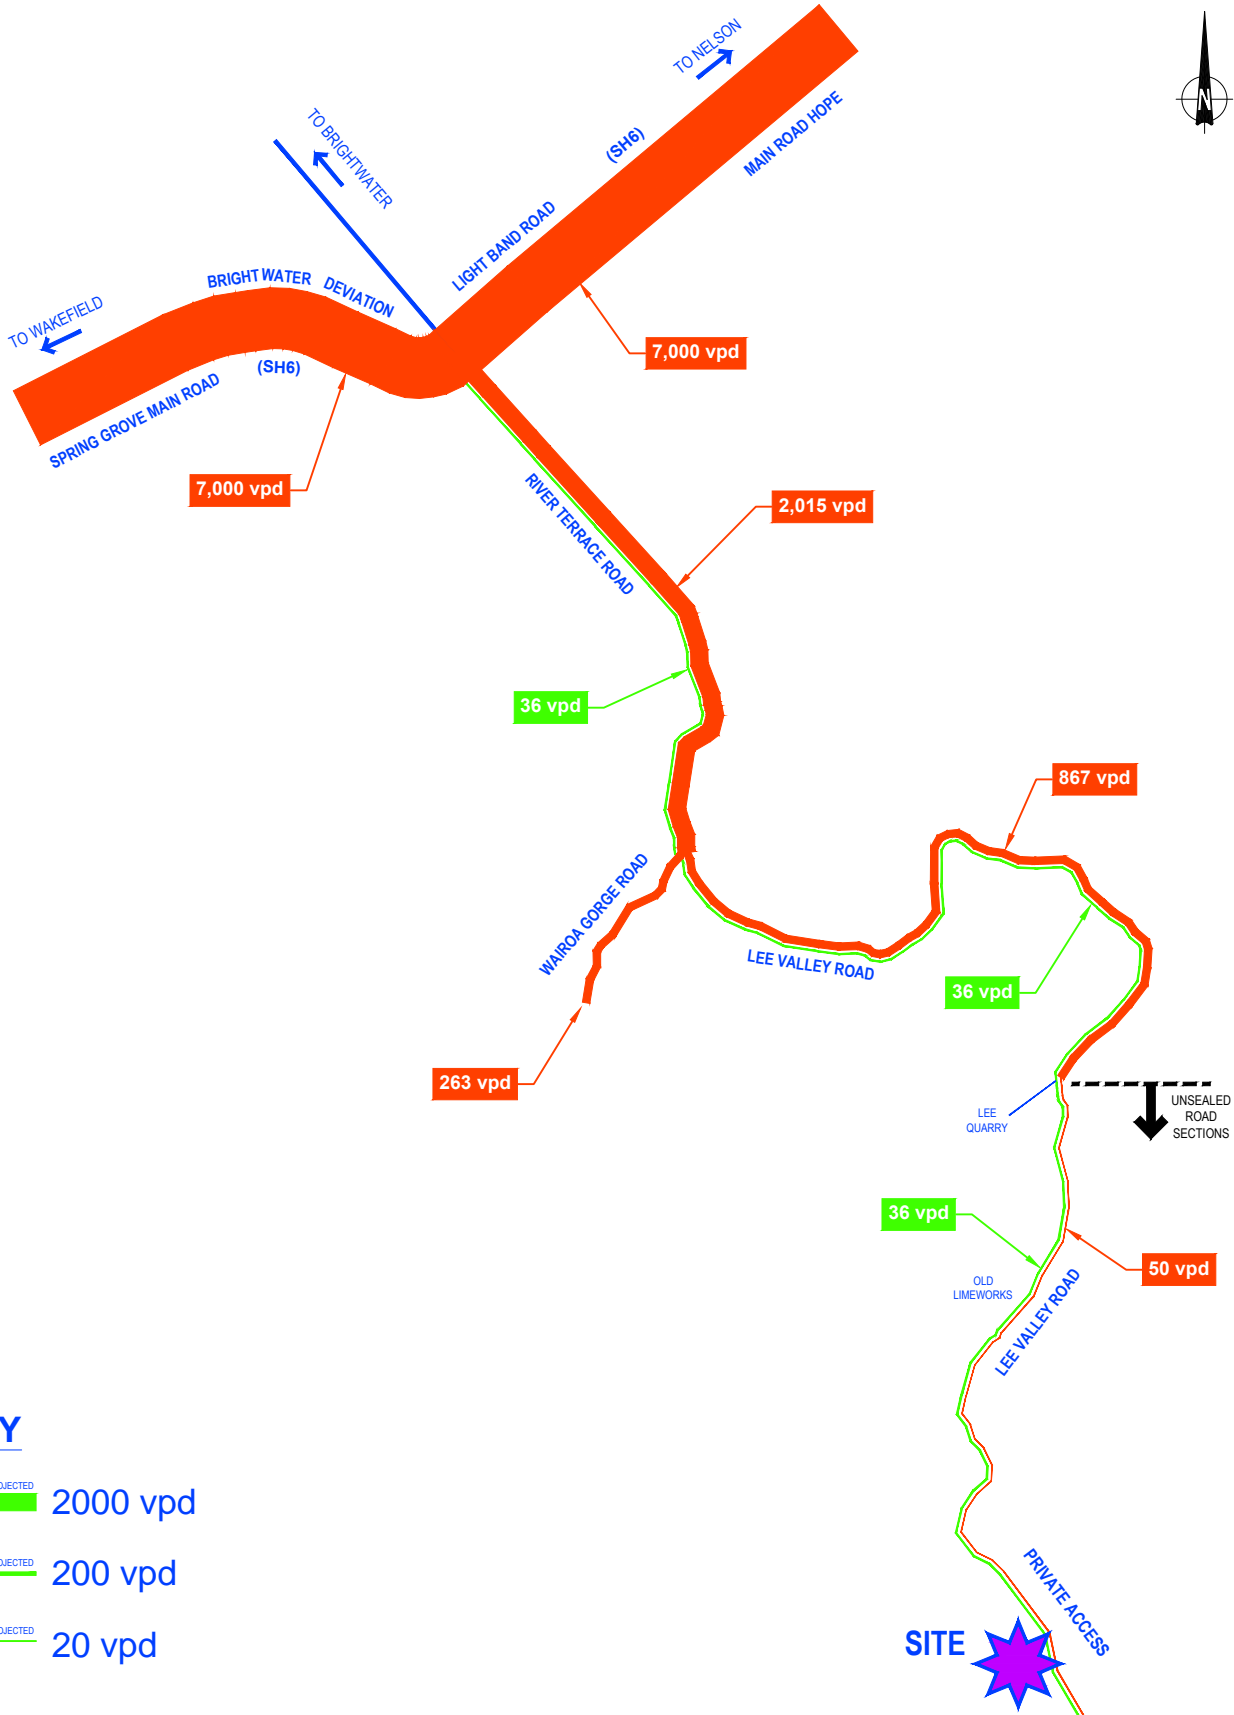 TO NELSON
N
(SH6)
MAIN ROAD HOPE
TO BRIGHTWATER
LIGHT BAND ROAD
BRIGHT WATER DEVIATION
TO WAKEFIELD
(SH6)
SPRING GROVE MAIN ROAD
7,000 vpd
7,000 vpd
RIVER TERRACE ROAD
2,015 vpd
36 vpd
867 vpd
WAIROA GORGE ROAD
LEE VALLEY ROAD
36 vpd
263 vpd
LEE
QUARRY
UNSEALED
ROAD
SECTIONS
36 vpd
50 vpd
OLD
LIMEWORKS
LEE VALLEY ROAD
Y
OJECTED
2000 vpd
OJECTED
200 vpd
OJECTED
20 vpd
PRIVATE ACCESS
SITE